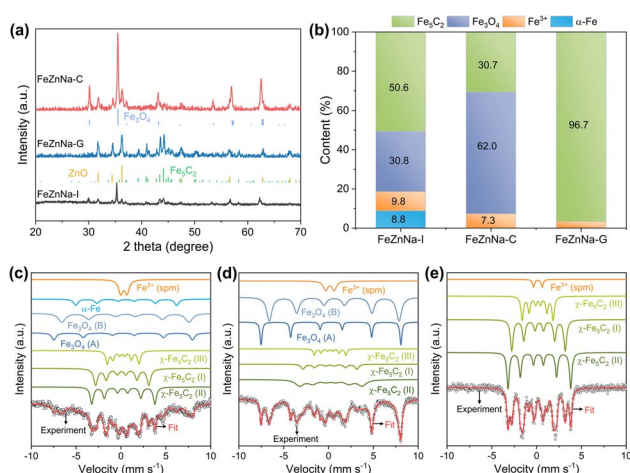 (a)
Intensity (a.u.)
FeZnNa-C
Fe₃O₄
FeZnNa-G
ZnO
Fe₅C₂
FeZnNa-I
20 30 40 50 60 70
2 theta (degree)
(b)
Fe₅C₂ Fe₃O₄ Fe³⁺ α-Fe
Content (%)
100
80
60
40
20
0
50.6
30.8
9.8
8.8
30.7
62.0
7.3
96.7
FeZnNa-I FeZnNa-C FeZnNa-G
(c)
Intensity (a.u.)
Fe³⁺ (spm)
α-Fe
Fe₃O₄ (B)
Fe₃O₄ (A)
χ-Fe₅C₂ (III)
χ-Fe₅C₂ (I)
χ-Fe₅C₂ (II)
Experiment
Fit
-10 -5 0 5 10
Velocity (mm s⁻¹)
(d)
Intensity (a.u.)
Fe³⁺ (spm)
Fe₃O₄ (B)
Fe₃O₄ (A)
χ-Fe₅C₂ (III)
χ-Fe₅C₂ (I)
χ-Fe₅C₂ (II)
Experiment
Fit
-10 -5 0 5 10
Velocity (mm s⁻¹)
(e)
Intensity (a.u.)
Fe³⁺ (spm)
χ-Fe₅C₂ (III)
χ-Fe₅C₂ (I)
χ-Fe₅C₂ (II)
Experiment
Fit
-10 -5 0 5 10
Velocity (mm s⁻¹)